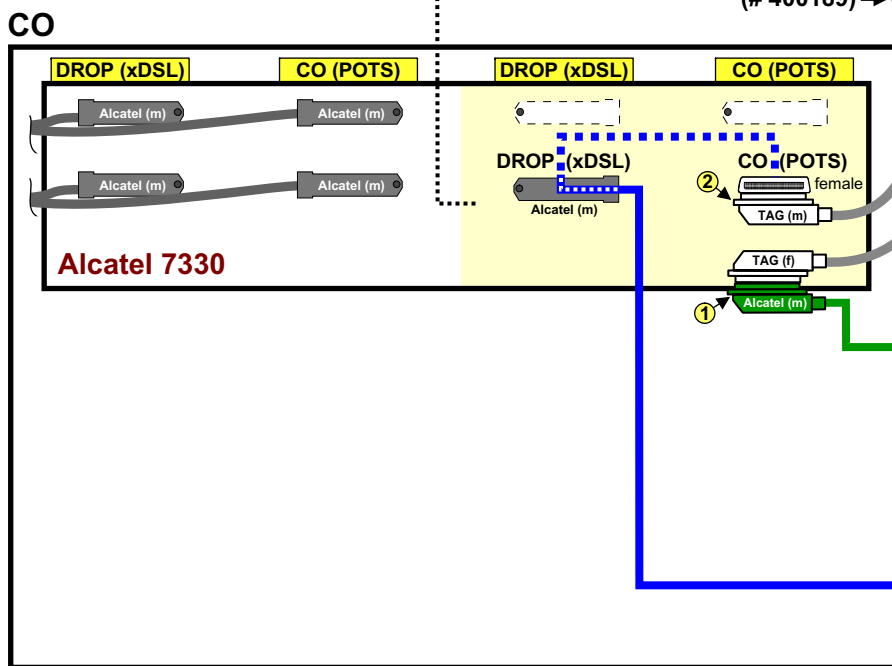 (# 400189)
CO
DROP (xDSL)
CO (POTS)
DROP (xDSL)
CO (POTS)
Alcatel (m)
Alcatel (m)
DROP (xDSL)
CO (POTS)
Alcatel (m)
Alcatel (m)
2
female
Alcatel (m)
TAG (m)
Alcatel 7330
TAG (f)
1
Alcatel (m)